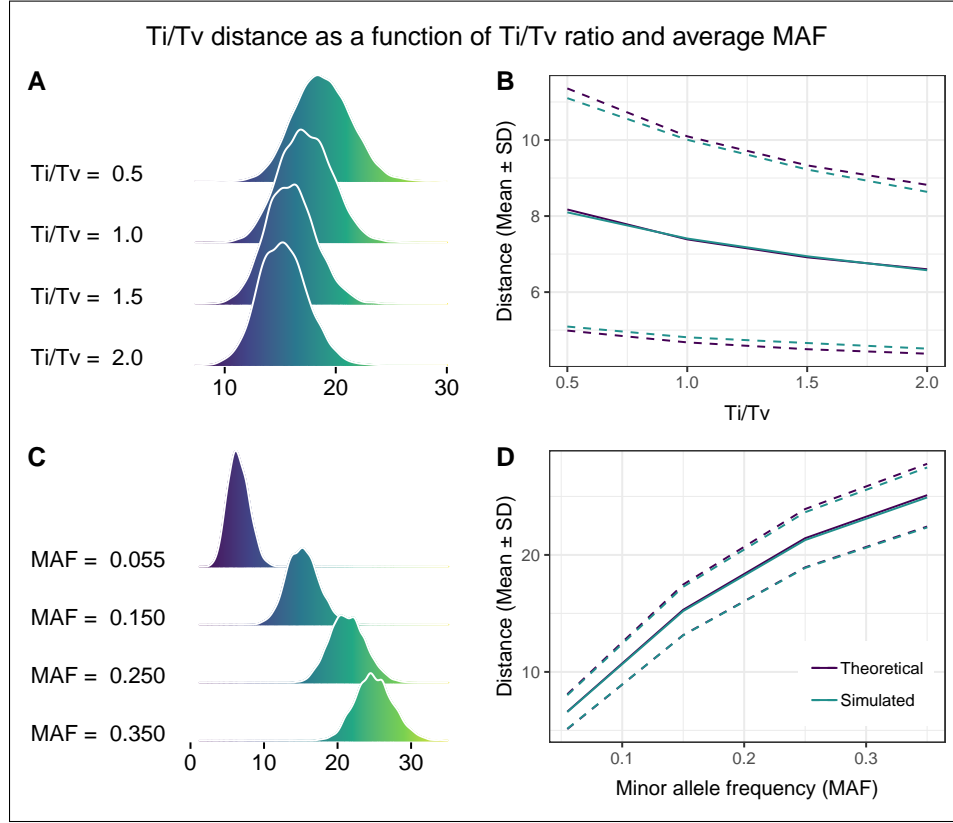 Ti/Tv distance as a function of Ti/Tv ratio and average MAF
A
Ti/Tv = 0.5
Ti/Tv = 1.0
Ti/Tv = 1.5
Ti/Tv = 2.0
10 20 30
B
Distance (Mean ± SD)
10
8
6
0.5 1.0 1.5 2.0
Ti/Tv
C
MAF = 0.055
MAF = 0.150
MAF = 0.250
MAF = 0.350
0 10 20 30
D
Distance (Mean ± SD)
20
10
Theoretical
Simulated
0.1 0.2 0.3
Minor allele frequency (MAF)